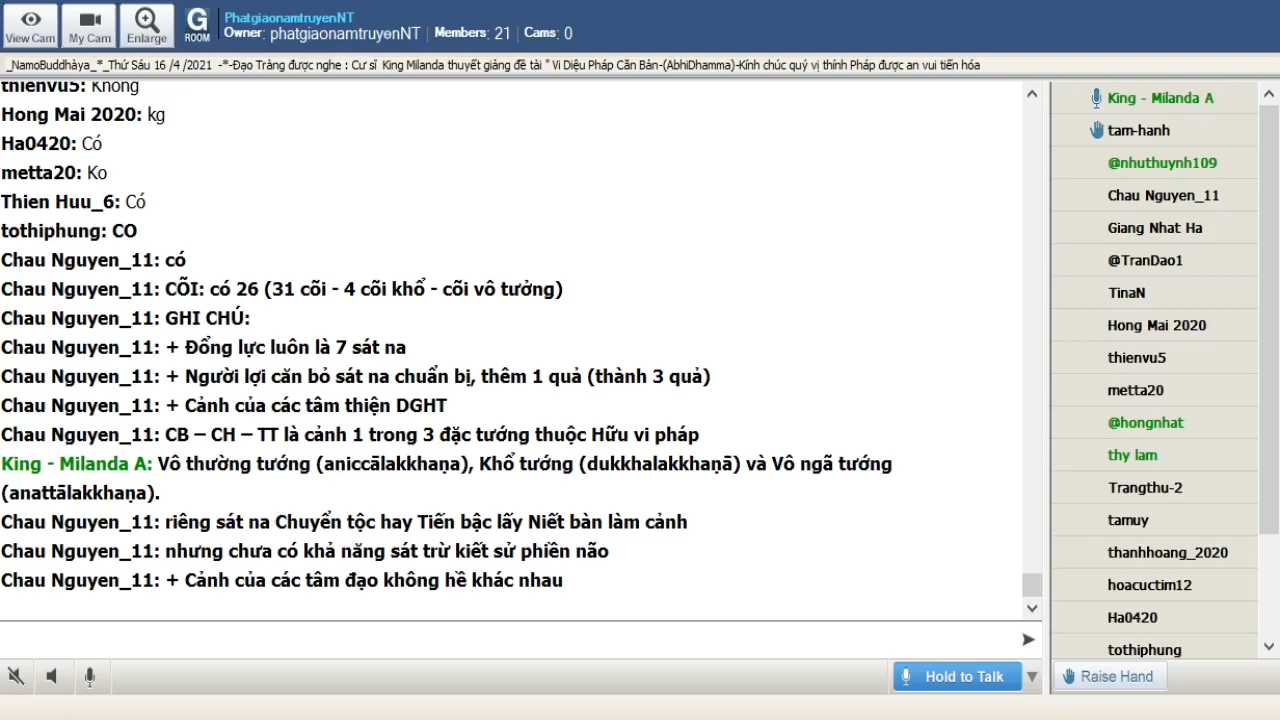 View Cam
My Cam
Enlarge
G
ROOM
PhatgiaonamtruyenNT
Owner: phatgiaonamtruyenNT | Members: 21 | Cams: 0
_NamoBuddhàya_*_Thứ Sáu 16 /4 /2021 -*-Đạo Tràng được nghe : Cư sĩ King Milanda thuyết giảng đề tài " Vi Diệu Pháp Căn Bản-(AbhiDhamma)-Kính chúc quý vị thính Pháp được an vui tiến hóa
thienvu5: Không
Hong Mai 2020: kg
Ha0420: Có
metta20: Ko
Thien Huu_6: Có
tothiphung: CO
Chau Nguyen_11: có
Chau Nguyen_11: CÕI: có 26 (31 cõi - 4 cõi khổ - cõi vô tưởng)
Chau Nguyen_11: GHI CHÚ:
Chau Nguyen_11: + Đổng lực luôn là 7 sát na
Chau Nguyen_11: + Người lợi căn bỏ sát na chuẩn bị, thêm 1 quả (thành 3 quả)
Chau Nguyen_11: + Cảnh của các tâm thiện DGHT
Chau Nguyen_11: CB – CH – TT là cảnh 1 trong 3 đặc tướng thuộc Hữu vi pháp
King - Milanda A: Vô thường tướng (aniccālakkhaṇa), Khổ tướng (dukkhalakkhaṇā) và Vô ngã tướng
(anattālakkhaṇa).
Chau Nguyen_11: riêng sát na Chuyển tộc hay Tiến bậc lấy Niết bàn làm cảnh
Chau Nguyen_11: nhưng chưa có khả năng sát trừ kiết sử phiền não
Chau Nguyen_11: + Cảnh của các tâm đạo không hề khác nhau
Hold to Talk
King - Milanda A
tam-hanh
@nhuthuynh109
Chau Nguyen_11
Giang Nhat Ha
@TranDao1
TinaN
Hong Mai 2020
thienvu5
metta20
@hongnhat
thy lam
Trangthu-2
tamuy
thanhhoang_2020
hoacuctim12
Ha0420
tothiphung
Raise Hand